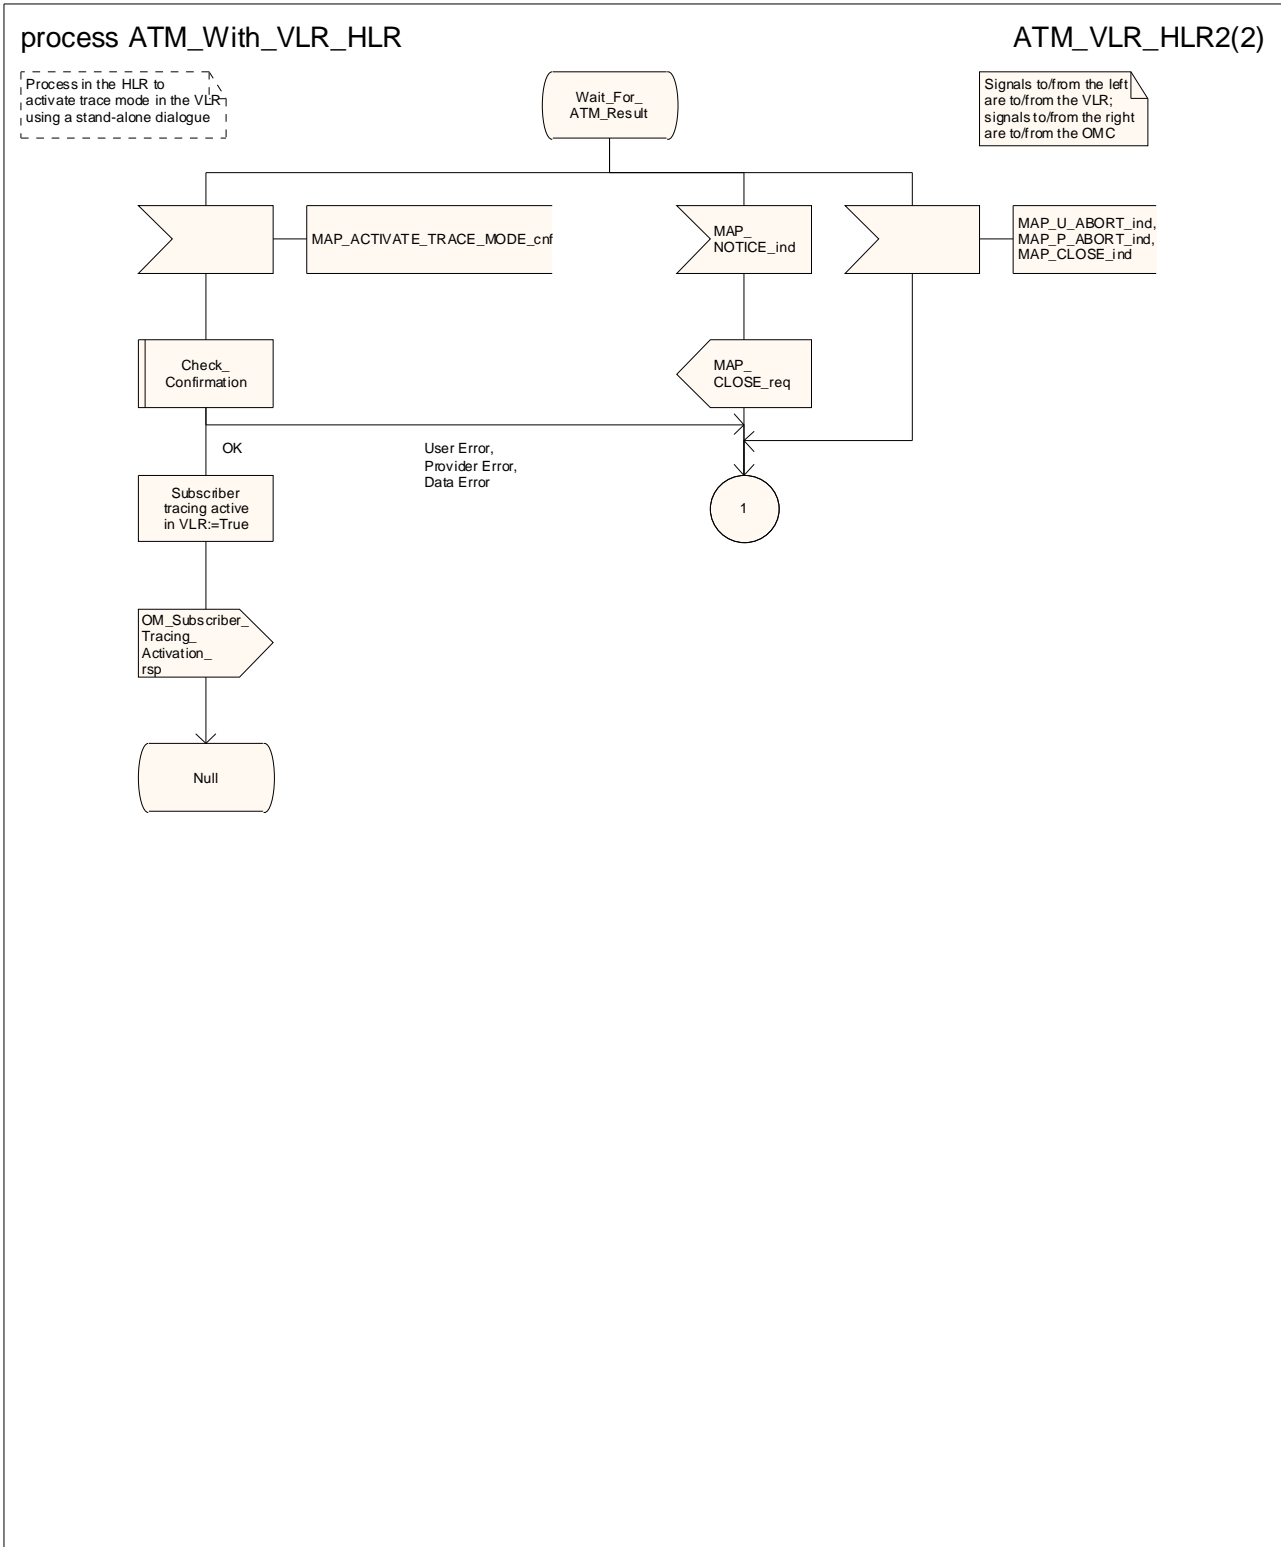 process ATM_With_VLR_HLR
ATM_VLR_HLR2(2)
Process in the HLR to
activate trace mode in the VLR
using a stand-alone dialogue
Wait_For_
ATM_Result
Signals to/from the left
are to/from the VLR;
signals to/from the right
are to/from the OMC
MAP_ACTIVATE_TRACE_MODE_cnf
MAP_
NOTICE_ind
MAP_U_ABORT_ind,
MAP_P_ABORT_ind,
MAP_CLOSE_ind
Check_
Confirmation
MAP_
CLOSE_req
OK
User Error,
Provider Error,
Data Error
Subscriber
tracing active
in VLR:=True
1
OM_Subscriber_
Tracing_
Activation_
rsp
Null